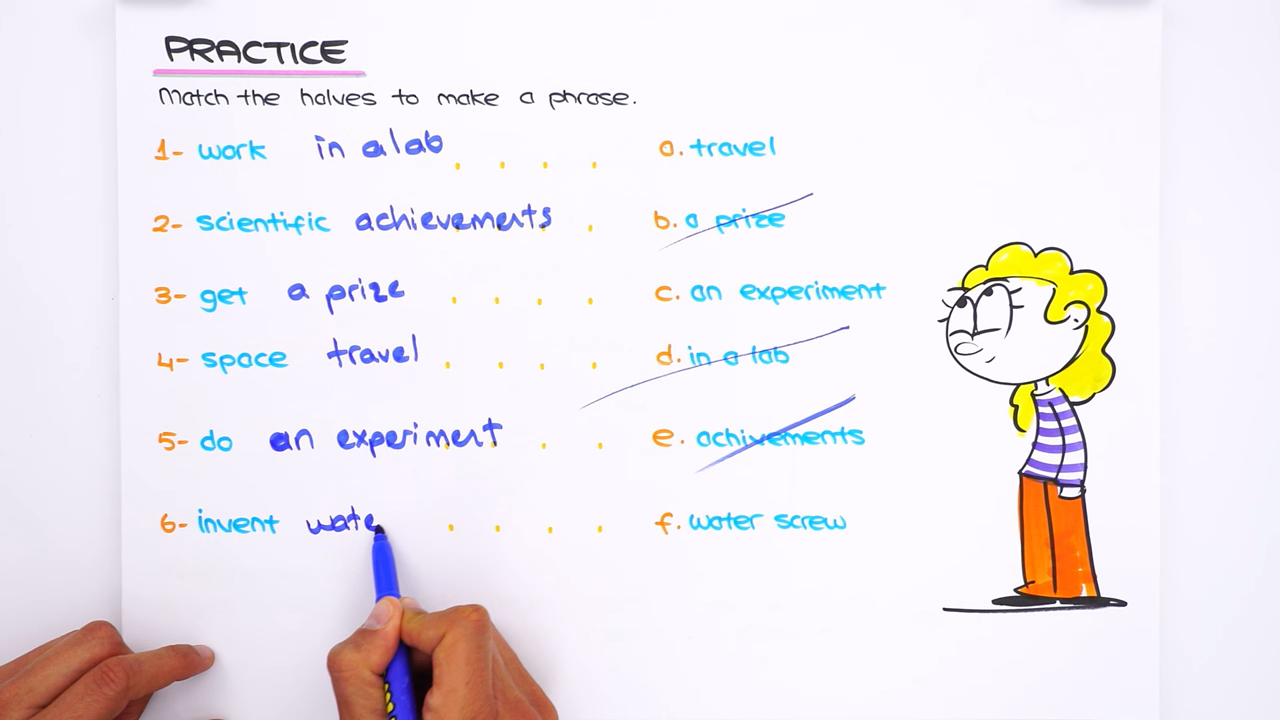 PRACTICE
Match the halves to make a phrase.
1- work in a lab . . . . a. travel
2- scientific achievements . b. a prize
3- get a prize . . . . c. an experiment
4- space travel . . . . d. in a lab
5- do an experiment . . e. achivements
6- invent wate . . . . f. water screw